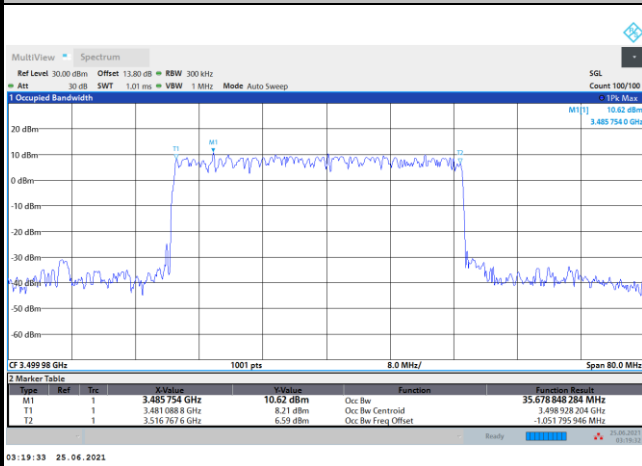 MultiView Spectrum
Ref Level 30.00 dBm Offset 13.80 dB RBW 300 kHz SGL
Att 30 dB SWT 1.01 ms VBW 1 MHz Mode Auto Sweep Count 100/100
1 Occupied Bandwidth 1Pk Max
M1[1] 10.62 dBm
3.485 754 0 GHz
20 dBm
T1 M1 T2
10 dBm
0 dBm
-10 dBm
-20 dBm
-30 dBm
-40 dBm
-50 dBm
-60 dBm
CF 3.499 98 GHz 1001 pts 8.0 MHz/ Span 80.0 MHz
2 Marker Table
Type Ref Trc X-Value Y-Value Function Function Result
M1 1 3.485 754 GHz 10.62 dBm Occ Bw 35.678 848 284 MHz
T1 1 3.481 088 8 GHz 8.21 dBm Occ Bw Centroid 3.498 928 204 GHz
T2 1 3.516 767 6 GHz 6.59 dBm Occ Bw Freq Offset -1.051 795 946 MHz
Ready 25.06.2021
03:19:32
03:19:33 25.06.2021